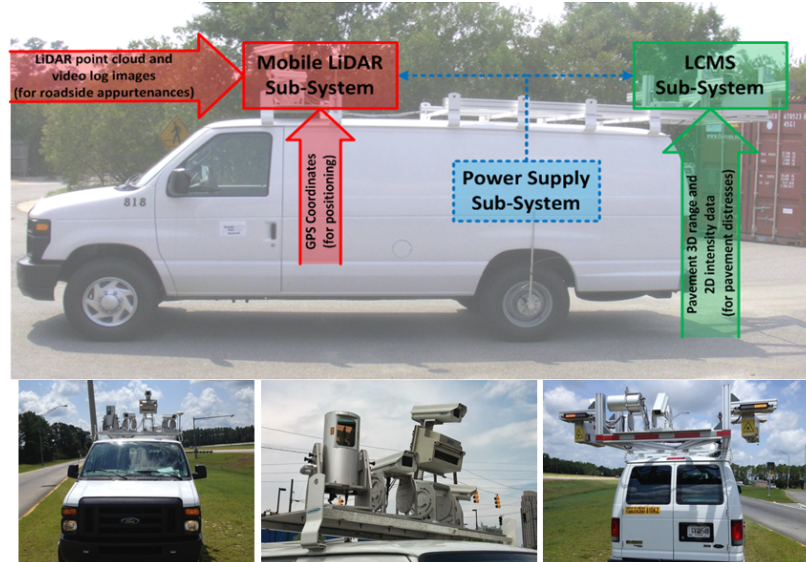 LiDAR point cloud and
video log images
(for roadside appurtenances)
Mobile LiDAR
Sub-System
LCMS
Sub-System
Power Supply
Sub-System
GPS Coordinates
(for positioning)
Pavement 3D range and
2D intensity data
(for pavement distresses)
818